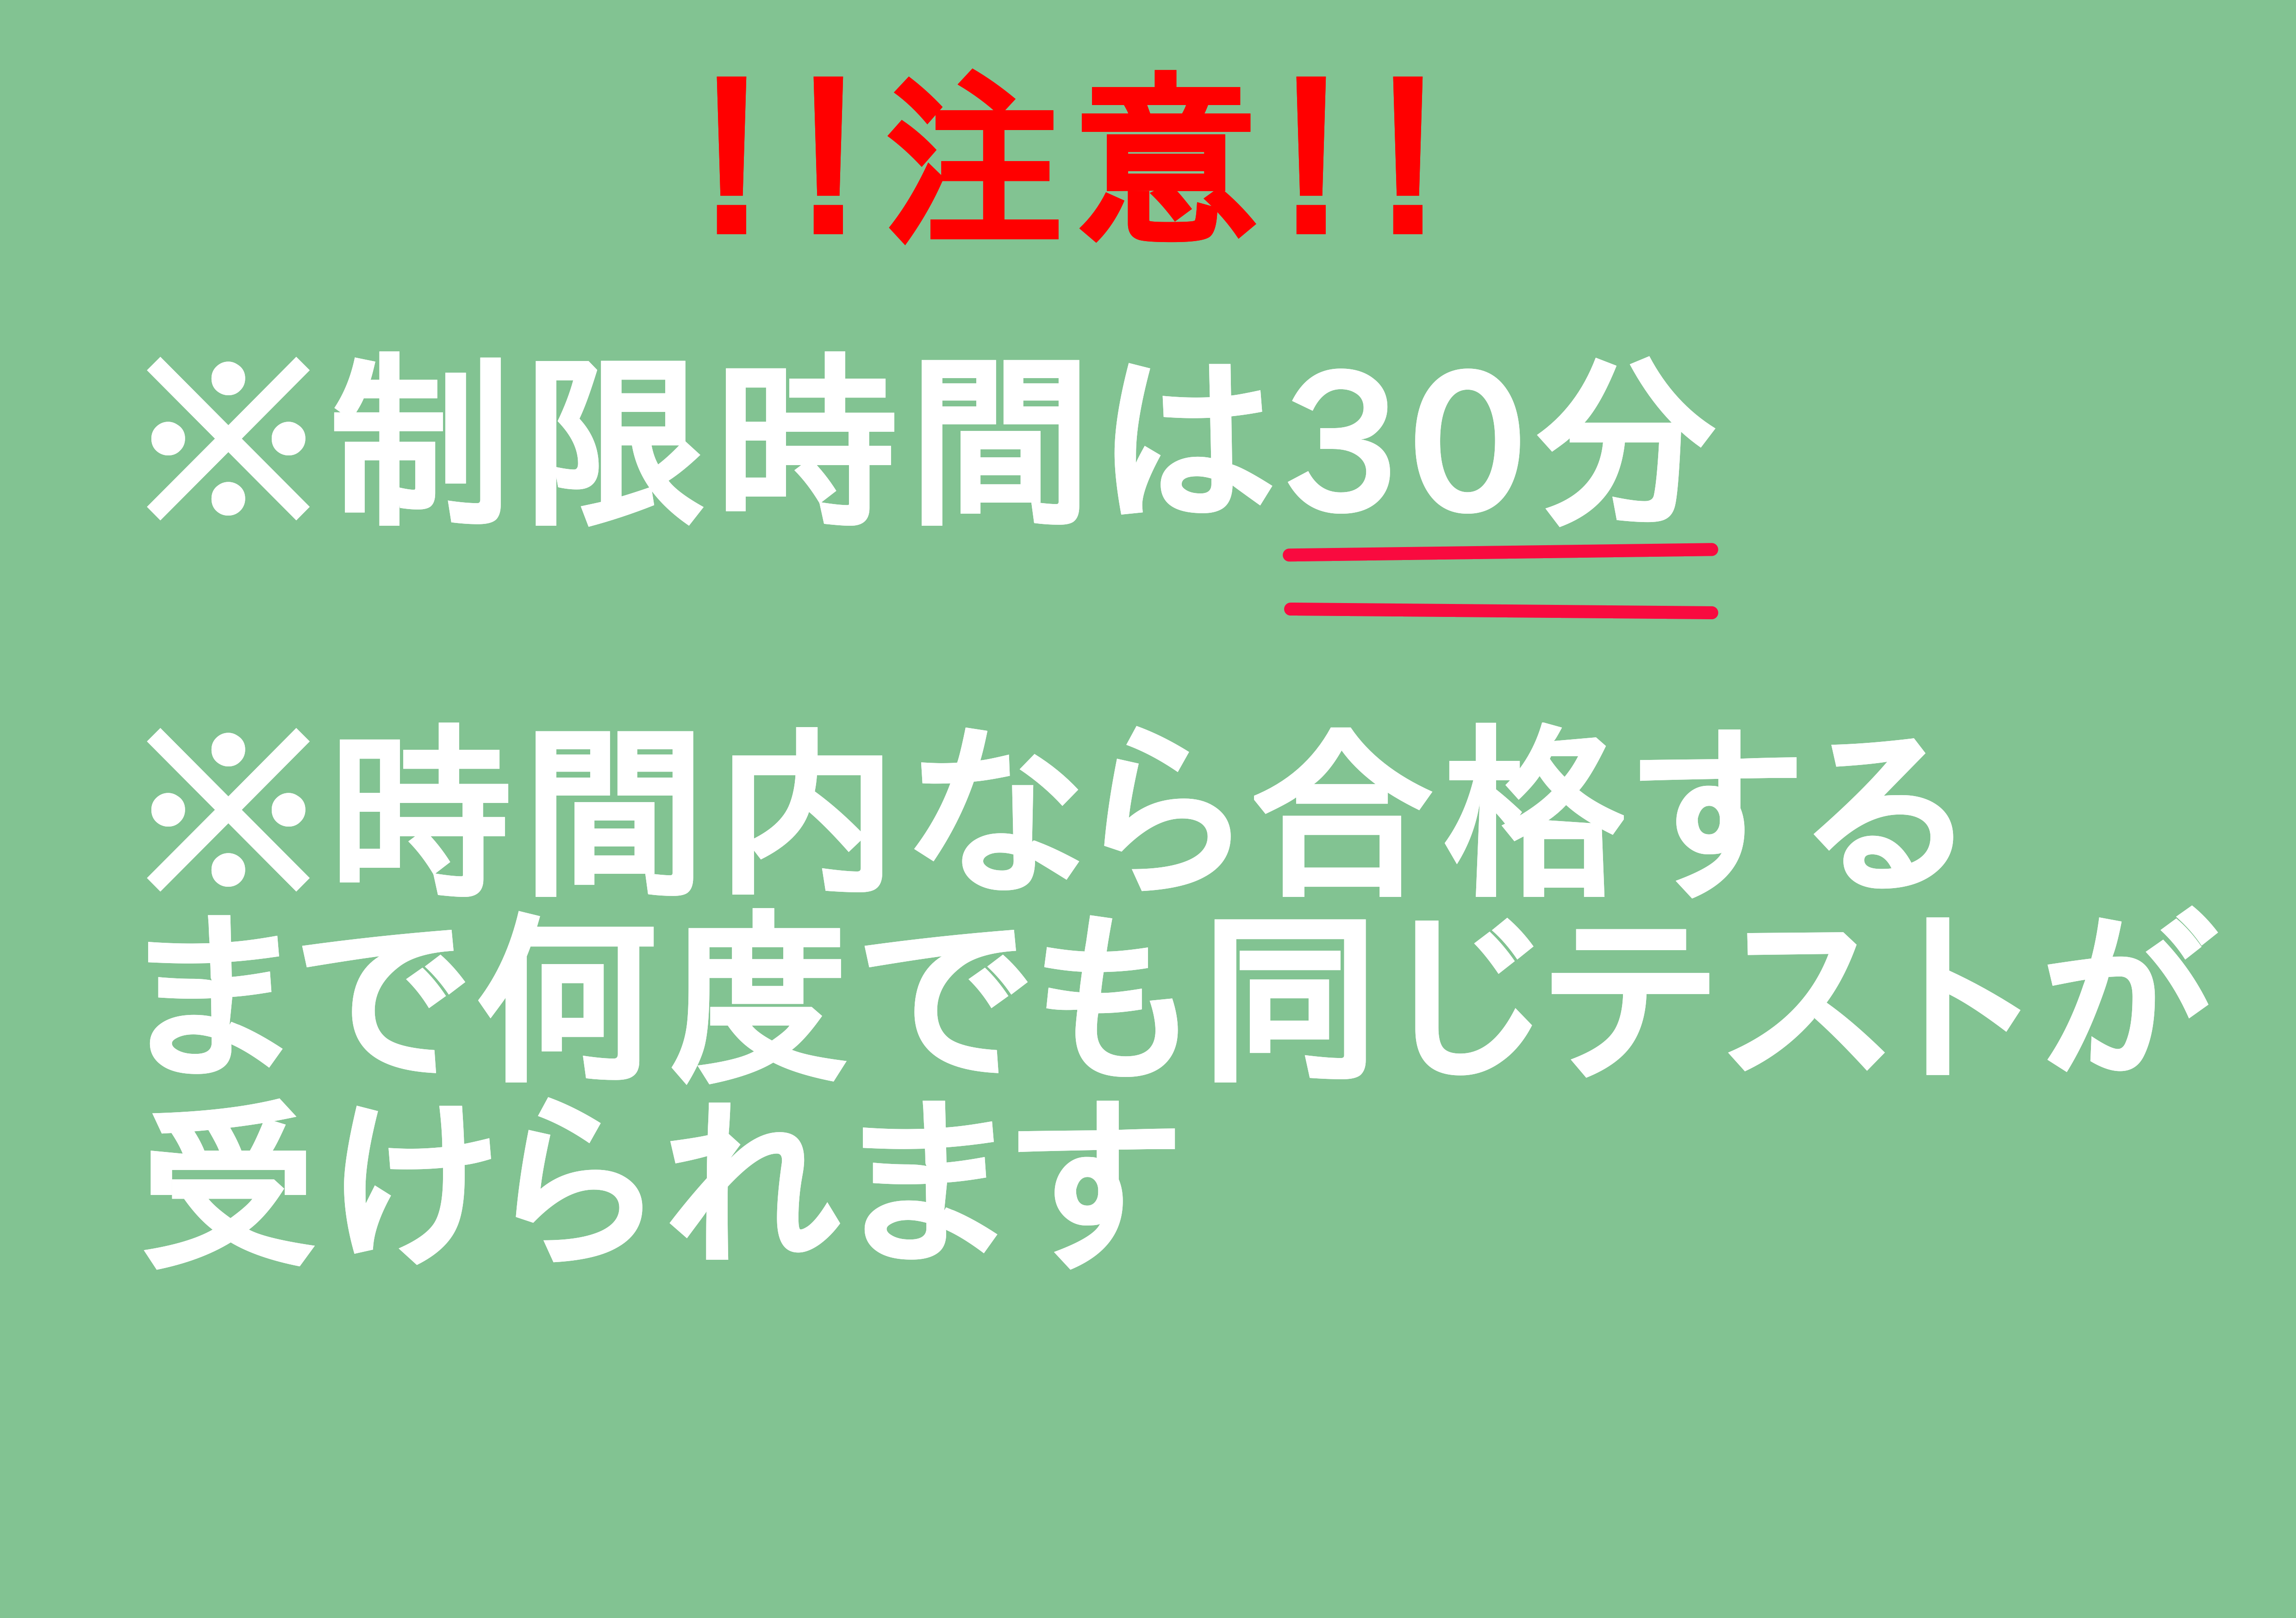 !!注意!!
※制限時間は30分
※時間内なら合格する
まで何度でも同じテストが
受けられます